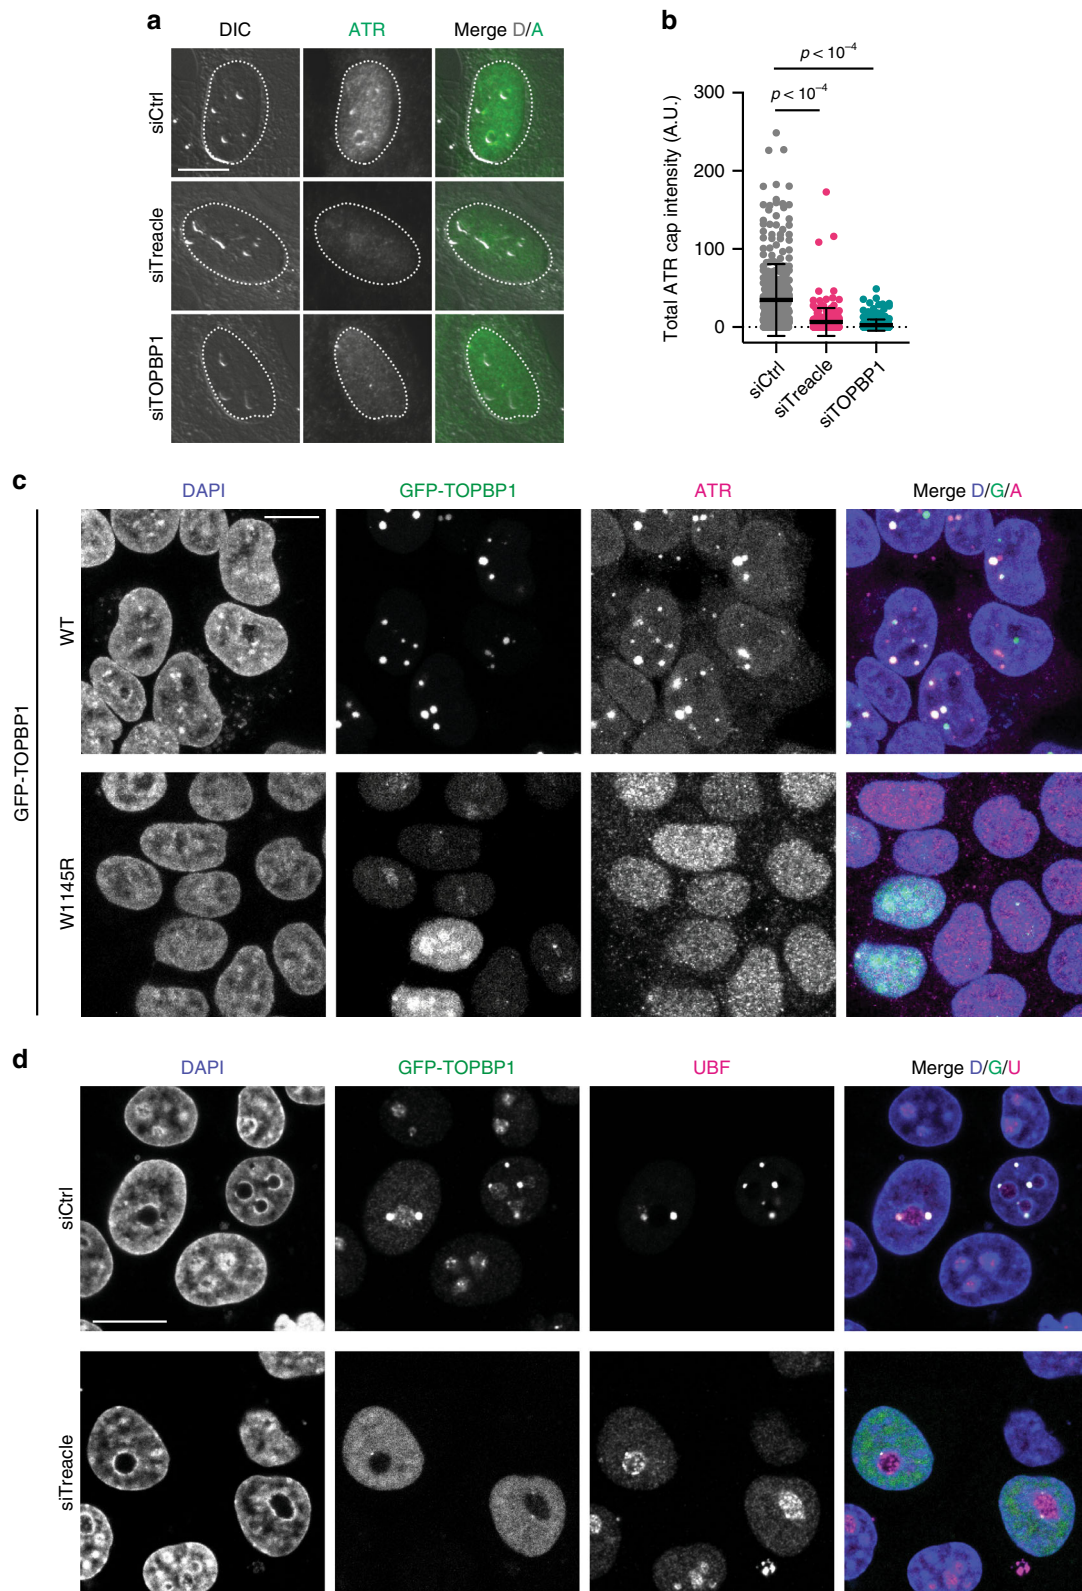 a
DIC
ATR
Merge D/A
siCtrl
siTreacle
siTOPBP1
b
p < 10⁻⁴
p < 10⁻⁴
Total ATR cap intensity (A.U.)
300
200
100
0
siCtrl
siTreacle
siTOPBP1
c
DAPI
GFP-TOPBP1
ATR
Merge D/G/A
GFP-TOPBP1
WT
W1145R
d
DAPI
GFP-TOPBP1
UBF
Merge D/G/U
siCtrl
siTreacle